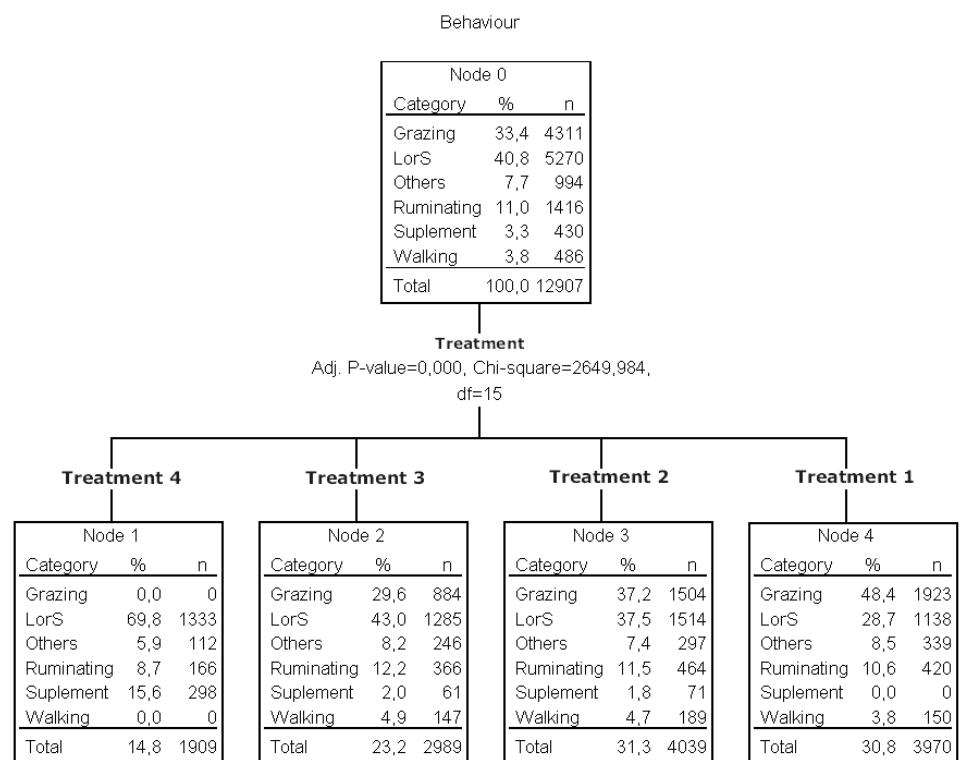 Behaviour
Node 0
Category % n
Grazing 33,4 4311
LorS 40,8 5270
Others 7,7 994
Ruminating 11,0 1416
Suplement 3,3 430
Walking 3,8 486
Total 100,0 12907
Treatment
Adj. P-value=0,000, Chi-square=2649,984,
df=15
Treatment 4
Node 1
Category % n
Grazing 0,0 0
LorS 69,8 1333
Others 5,9 112
Ruminating 8,7 166
Suplement 15,6 298
Walking 0,0 0
Total 14,8 1909
Treatment 3
Node 2
Category % n
Grazing 29,6 884
LorS 43,0 1285
Others 8,2 246
Ruminating 12,2 366
Suplement 2,0 61
Walking 4,9 147
Total 23,2 2989
Treatment 2
Node 3
Category % n
Grazing 37,2 1504
LorS 37,5 1514
Others 7,4 297
Ruminating 11,5 464
Suplement 1,8 71
Walking 4,7 189
Total 31,3 4039
Treatment 1
Node 4
Category % n
Grazing 48,4 1923
LorS 28,7 1138
Others 8,5 339
Ruminating 10,6 420
Suplement 0,0 0
Walking 3,8 150
Total 30,8 3970